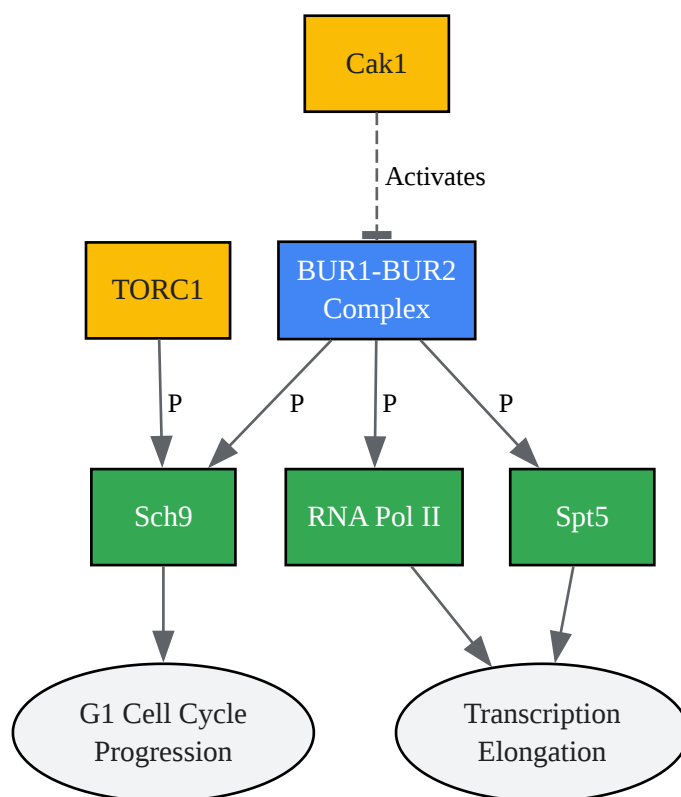 Cak1
Activates
TORC1
BUR1-BUR2
Complex
P
P
P
P
Sch9
RNA Pol II
Spt5
G1 Cell Cycle
Progression
Transcription
Elongation